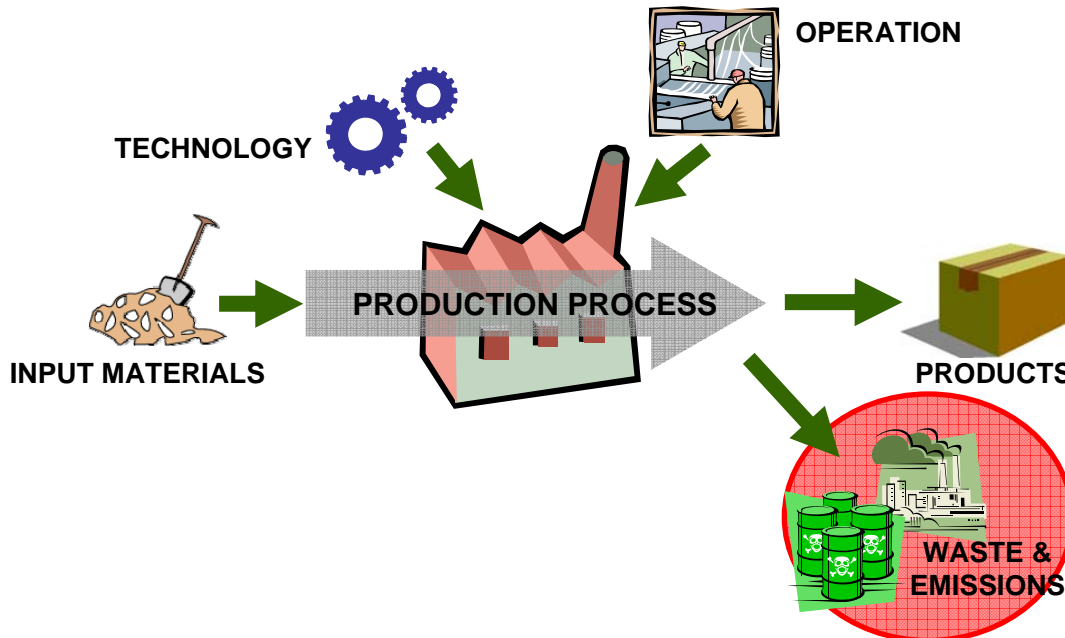 OPERATION
TECHNOLOGY
PRODUCTION PROCESS
INPUT MATERIALS
PRODUCTS
WASTE &
EMISSIONS